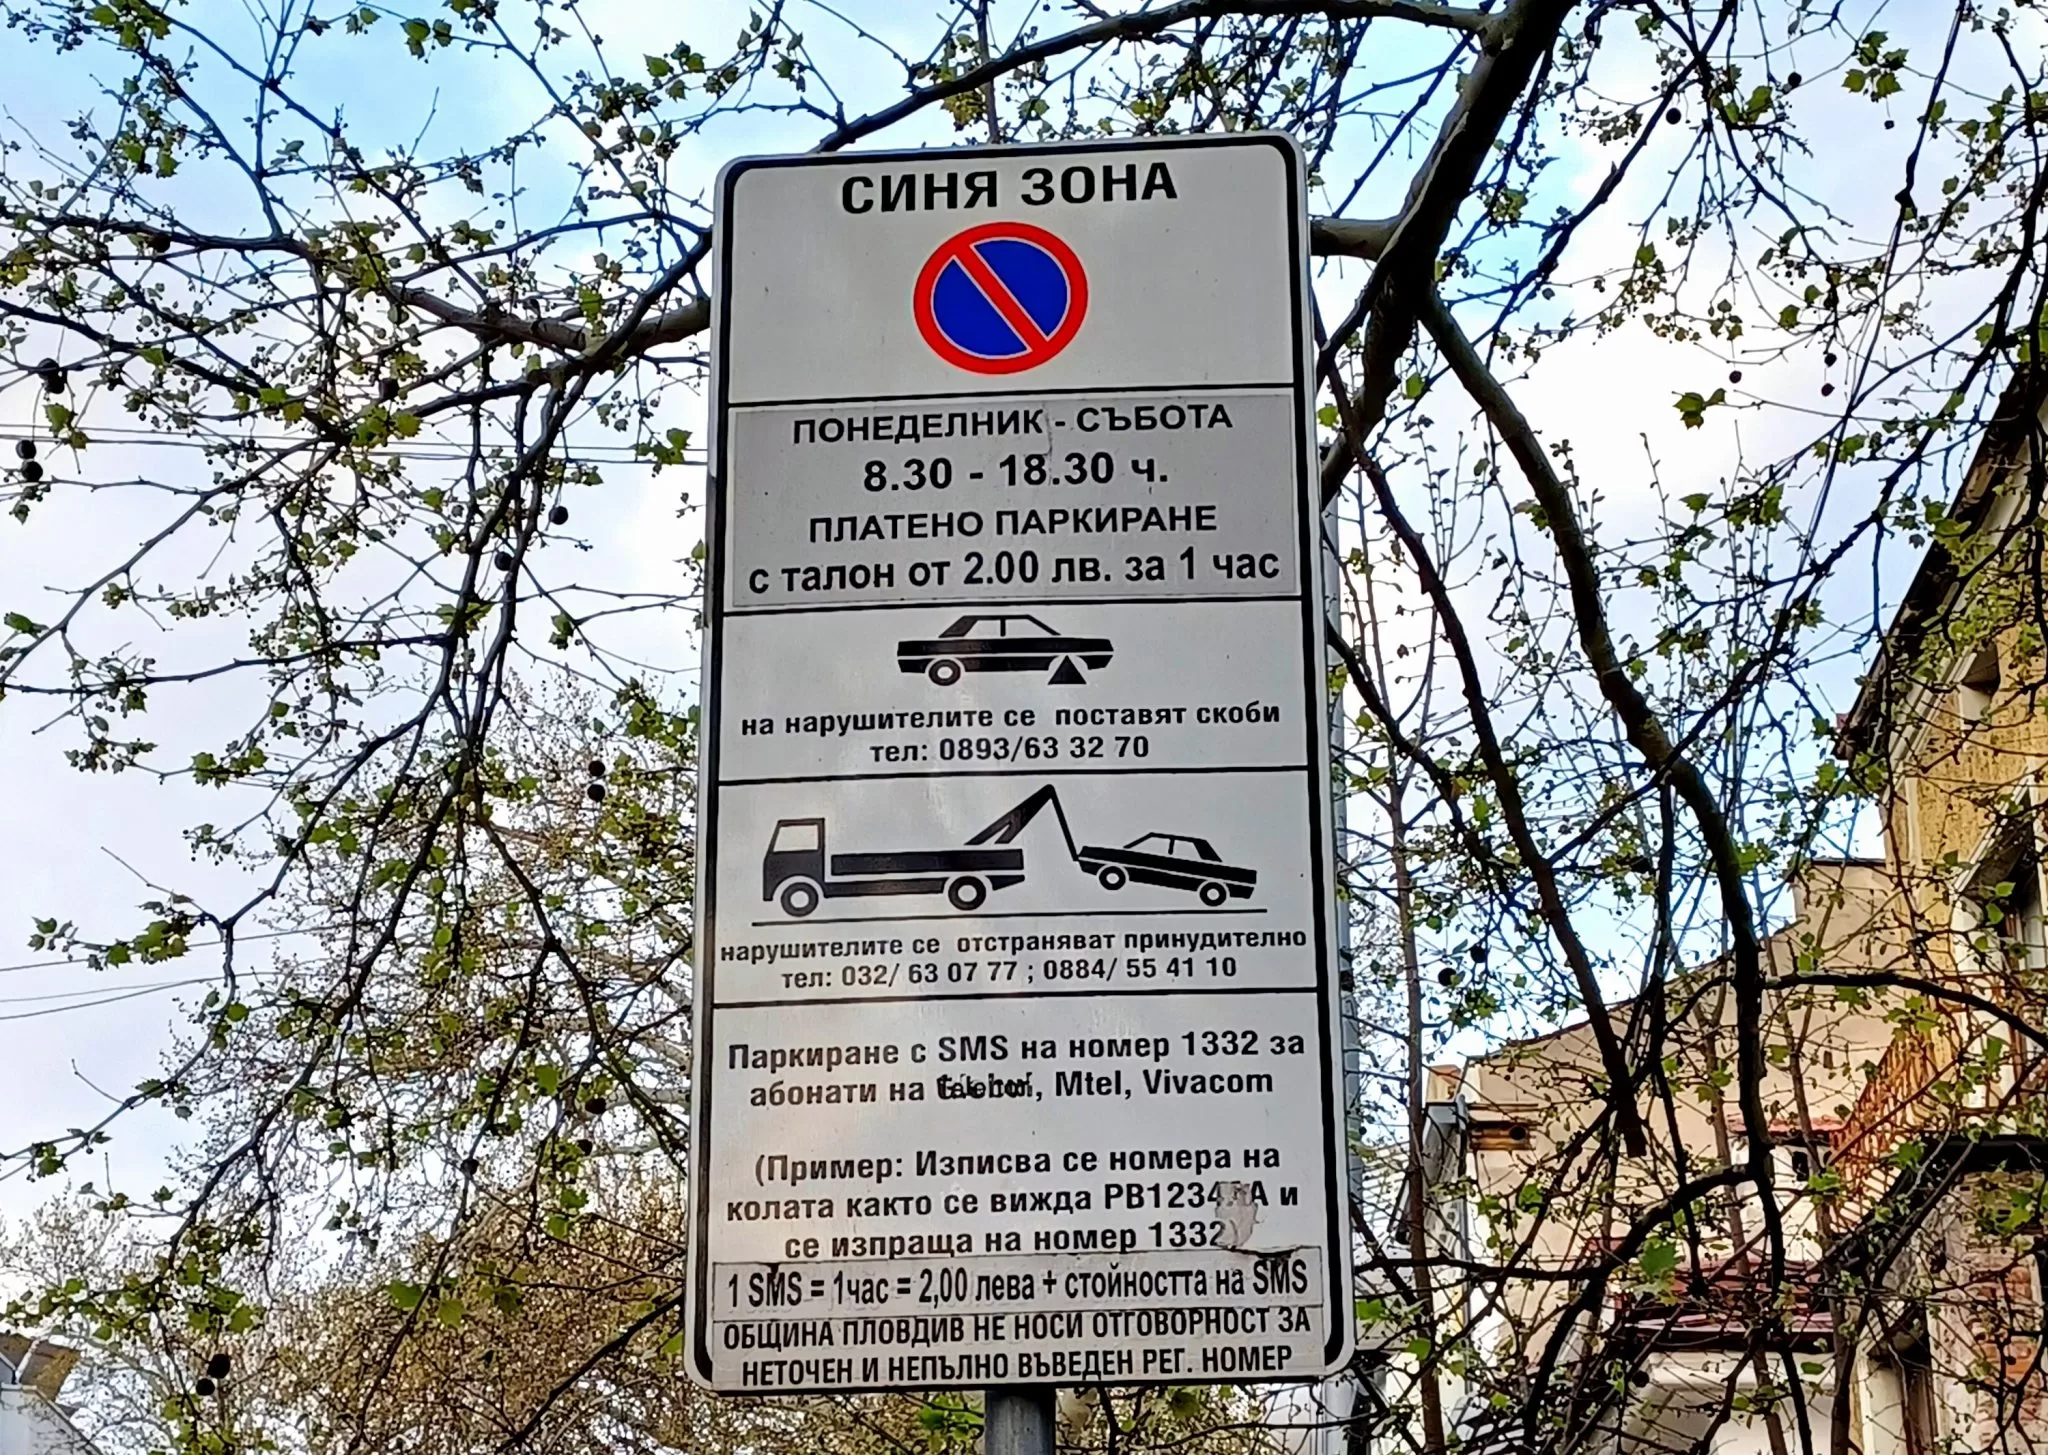 СИНЯ ЗОНА
ПОНЕДЕЛНИК - СЪБОТА
8.30 - 18.30 ч.
ПЛАТЕНО ПАРКИРАНЕ
с талон от 2.00 лв. за 1 час
на нарушителите се поставят скоби
тел: 0893/63 32 70
нарушителите се отстраняват принудително
тел: 032/ 63 07 77 ; 0884/ 55 41 10
Паркиране с SMS на номер 1332 за
абонати на , Mtel, Vivacom
(Пример: Изписва се номера на
колата както се вижда и
се изпраща на номер 1332)
1 SMS = 1час = 2,00 лева + стойността на SMS
ОБЩИНА ПЛОВДИВ НЕ НОСИ ОТГОВОРНОСТ ЗА
НЕТОЧЕН И НЕПЪЛНО ВЪВЕДЕН РЕГ. НОМЕР